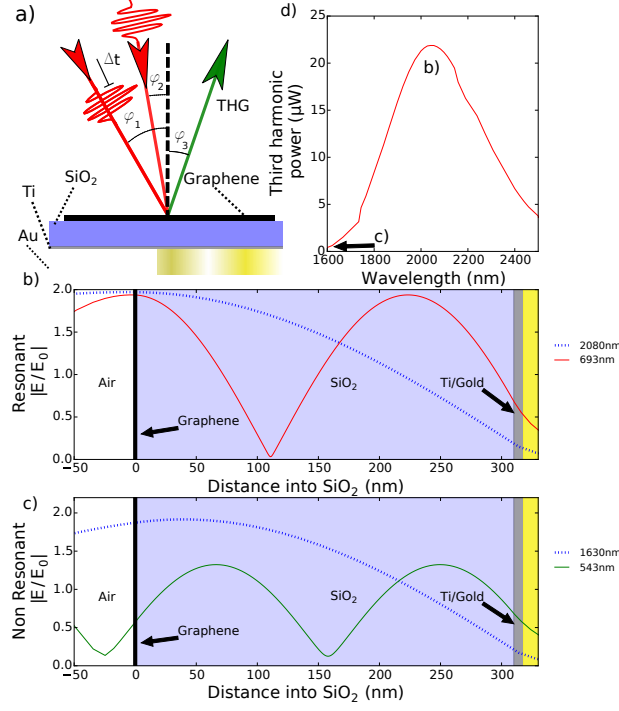 a)
Δt
φ2
φ1
φ3
THG
Graphene
SiO2
Ti
Au
d)
Third harmonic
power (μW)
25
20
15
10
5
0
b)
c)
1600 1800 2000 2200 2400
Wavelength (nm)
b)
Resonant
|E/E0|
2.0
1.5
1.0
0.5
0.0
Air
Graphene
SiO2
Ti/Gold
2080nm
693nm
−50 0 50 100 150 200 250 300
Distance into SiO2 (nm)
c)
Non Resonant
|E/E0|
2.0
1.5
1.0
0.5
0.0
Air
Graphene
SiO2
Ti/Gold
1630nm
543nm
−50 0 50 100 150 200 250 300
Distance into SiO2 (nm)